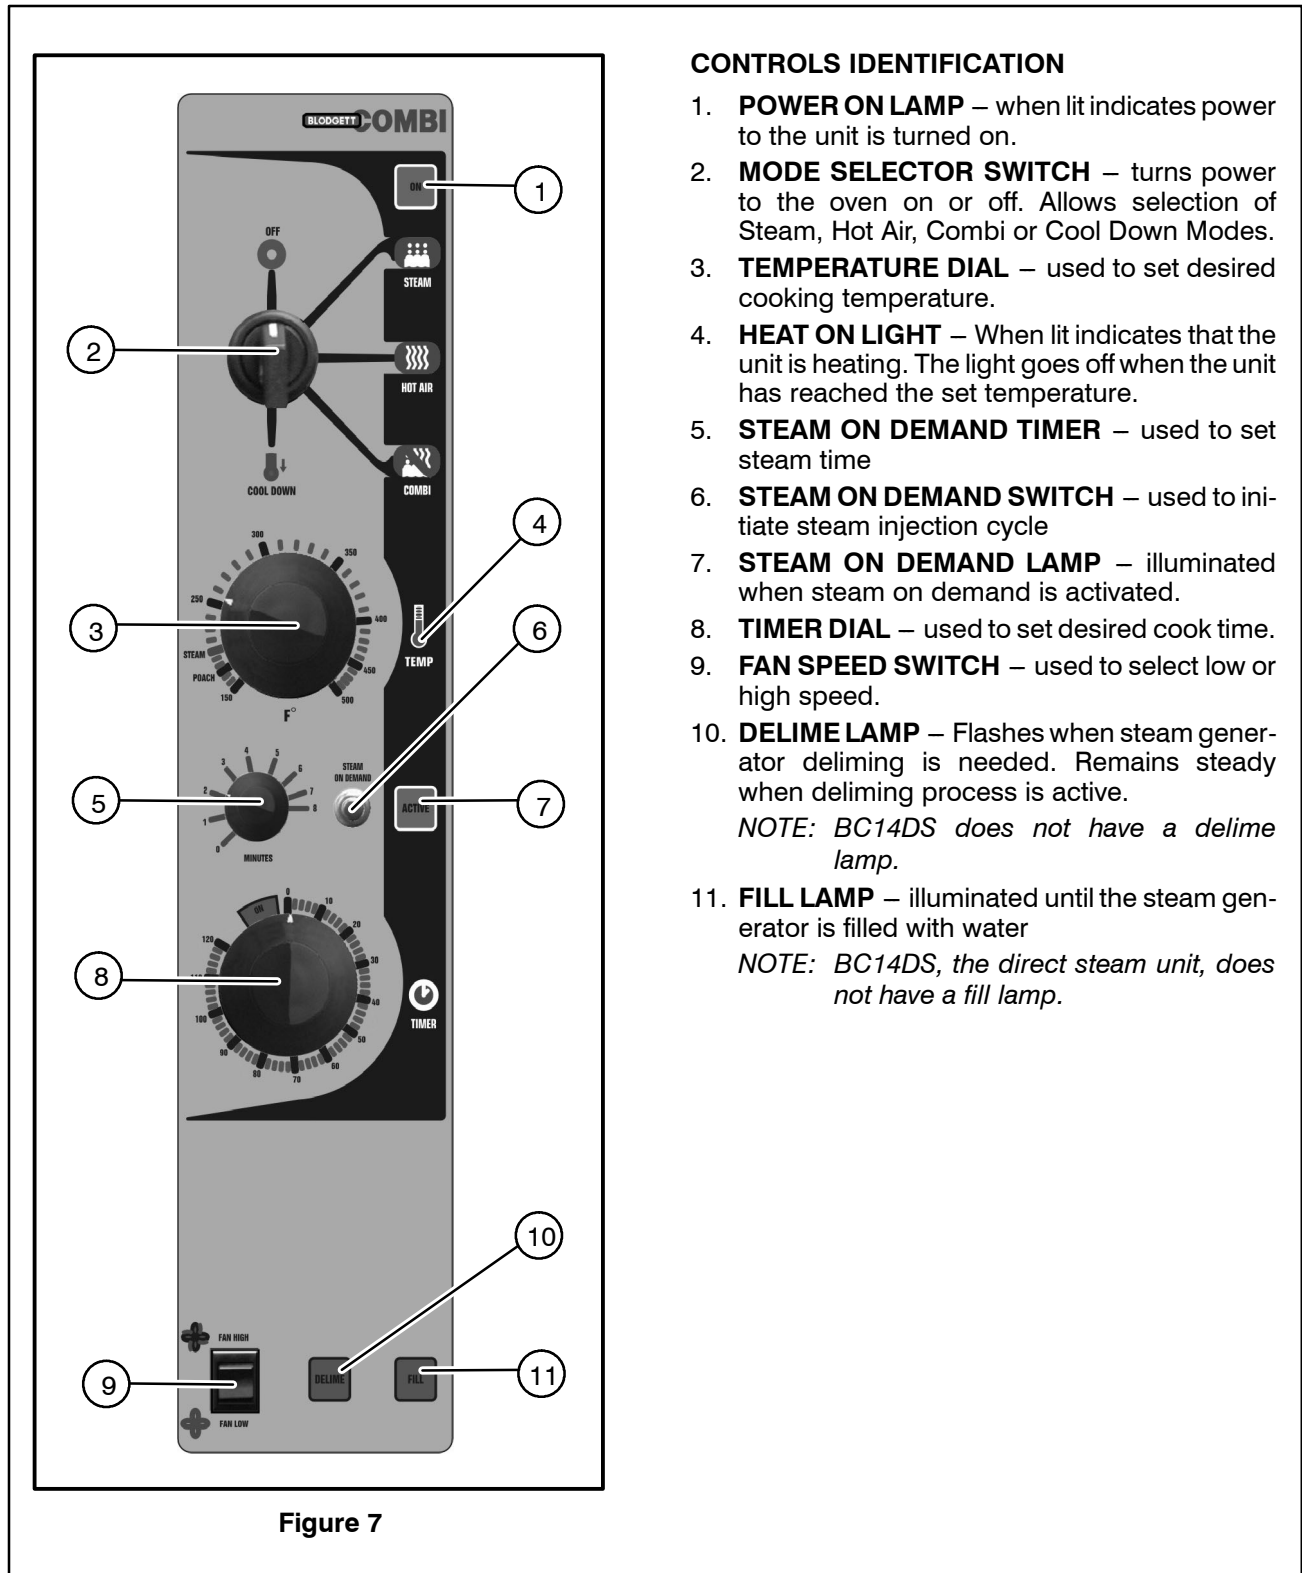 BLODGETT COMBI
ON
1
OFF
STEAM
2
HOT AIR
COOL DOWN
COMBI
300
350
4
250
400
3
6
STEAM
TEMP
450
POACH
150
500
F°
4
5
3
6
STEAM
ON DEMAND
2
7
5
8
ACTIVE
7
1
0
MINUTES
ON
0
10
120
20
30
8
40
100
TIMER
50
90
60
80
70
10
FAN HIGH
9
DELIME
FILL
11
FAN LOW
Figure 7
CONTROLS IDENTIFICATION
1. POWER ON LAMP – when lit indicates power
to the unit is turned on.
2. MODE SELECTOR SWITCH – turns power
to the oven on or off. Allows selection of
Steam, Hot Air, Combi or Cool Down Modes.
3. TEMPERATURE DIAL – used to set desired
cooking temperature.
4. HEAT ON LIGHT – When lit indicates that the
unit is heating. The light goes off when the unit
has reached the set temperature.
5. STEAM ON DEMAND TIMER – used to set
steam time
6. STEAM ON DEMAND SWITCH – used to ini-
tiate steam injection cycle
7. STEAM ON DEMAND LAMP – illuminated
when steam on demand is activated.
8. TIMER DIAL – used to set desired cook time.
9. FAN SPEED SWITCH – used to select low or
high speed.
10. DELIME LAMP – Flashes when steam gener-
ator deliming is needed. Remains steady
when deliming process is active.
NOTE: BC14DS does not have a delime
lamp.
11. FILL LAMP – illuminated until the steam gen-
erator is filled with water
NOTE: BC14DS, the direct steam unit, does
not have a fill lamp.